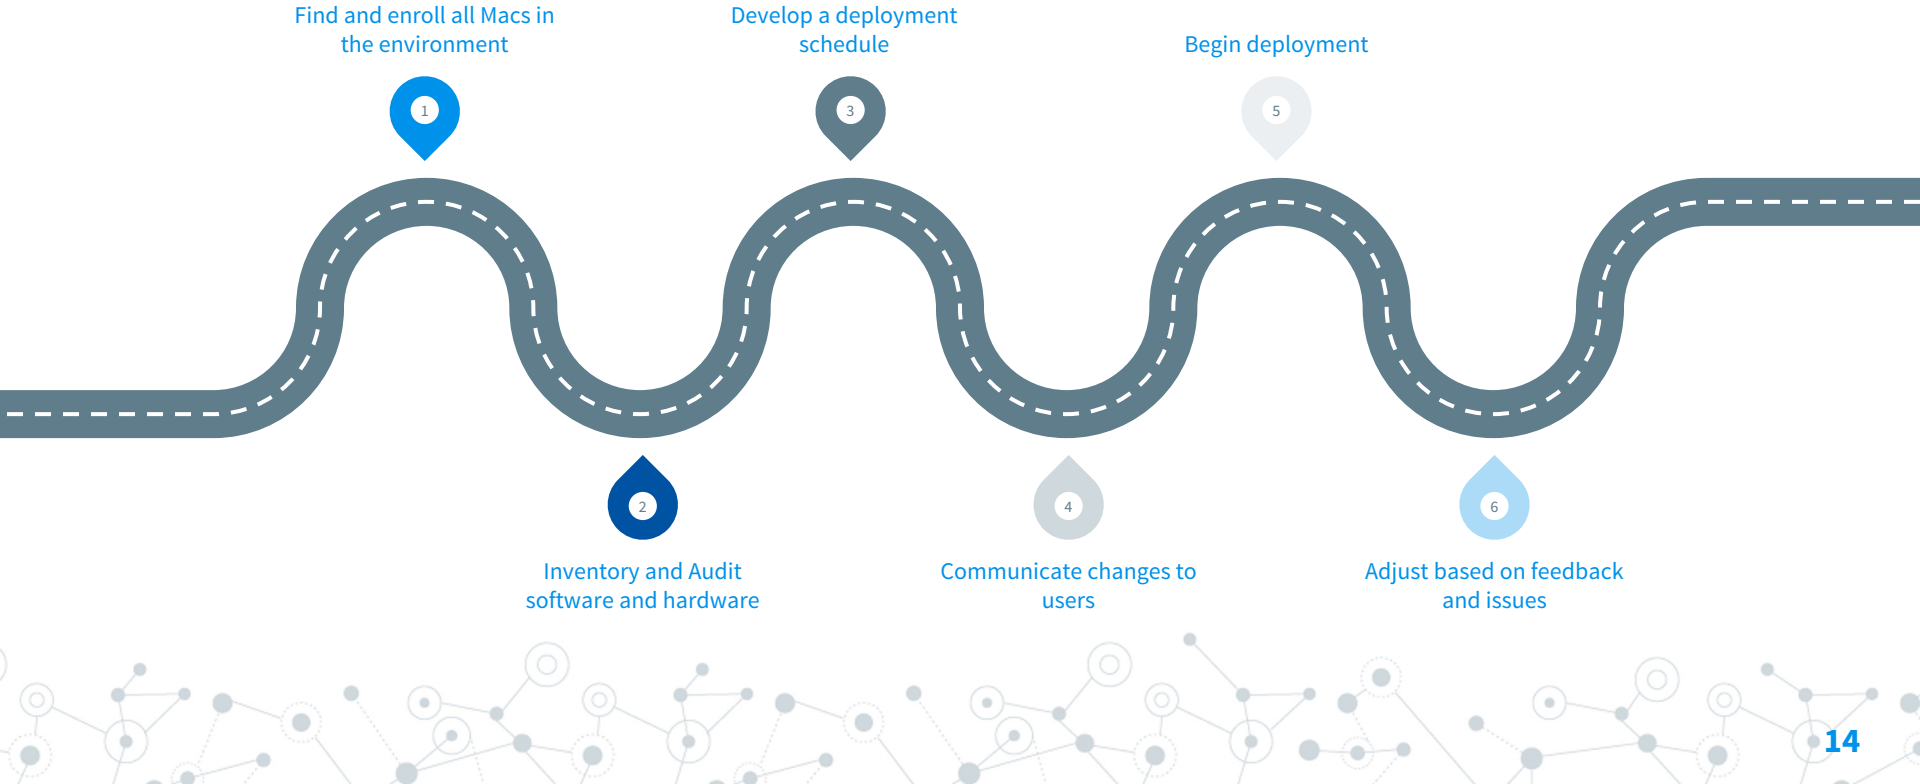 Find and enroll all Macs in
the environment
1
Inventory and Audit
software and hardware
2
Develop a deployment
schedule
3
Communicate changes to
users
4
Begin deployment
5
Adjust based on feedback
and issues
6
14